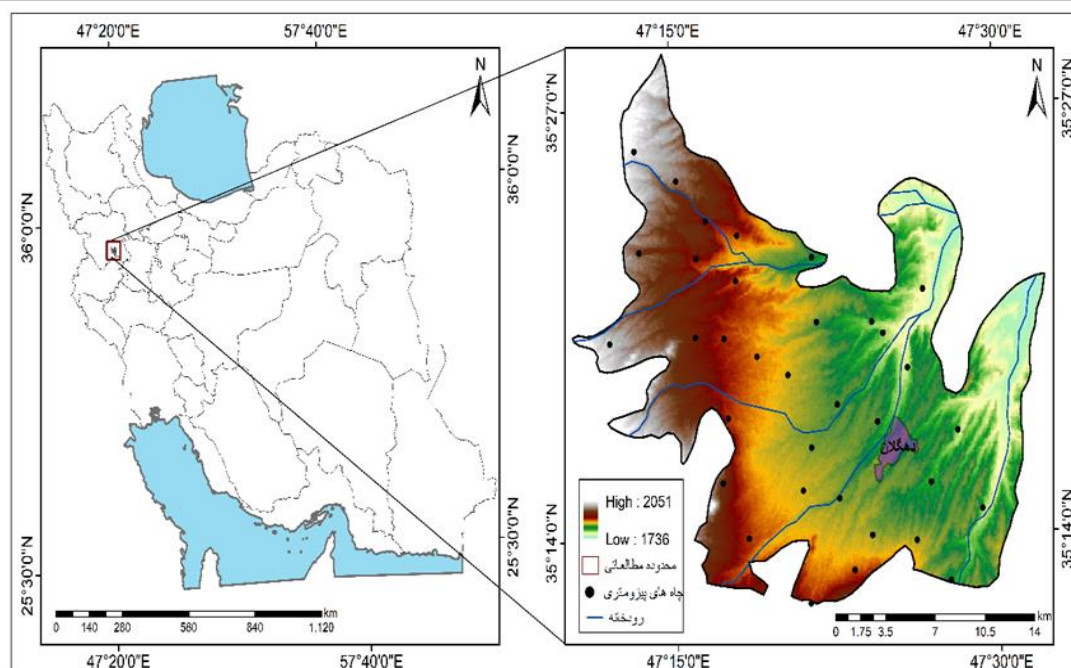 47°20'0"E
57°40'0"E
N
36°0'0"N
36°0'0"N
25°30'0"N
25°30'0"N
km
0 140 280 560 840 1.120
47°20'0"E
57°40'0"E
47°15'0"E
47°30'0"E
N
35°27'0"N
35°27'0"N
35°14'0"N
35°14'0"N
دهگلان
High : 2051
Low : 1736
محدوده مطالعاتی
چاه های پیزومتری
رودخانه
km
0 1.75 3.5 7 10.5 14
47°15'0"E
47°30'0"E